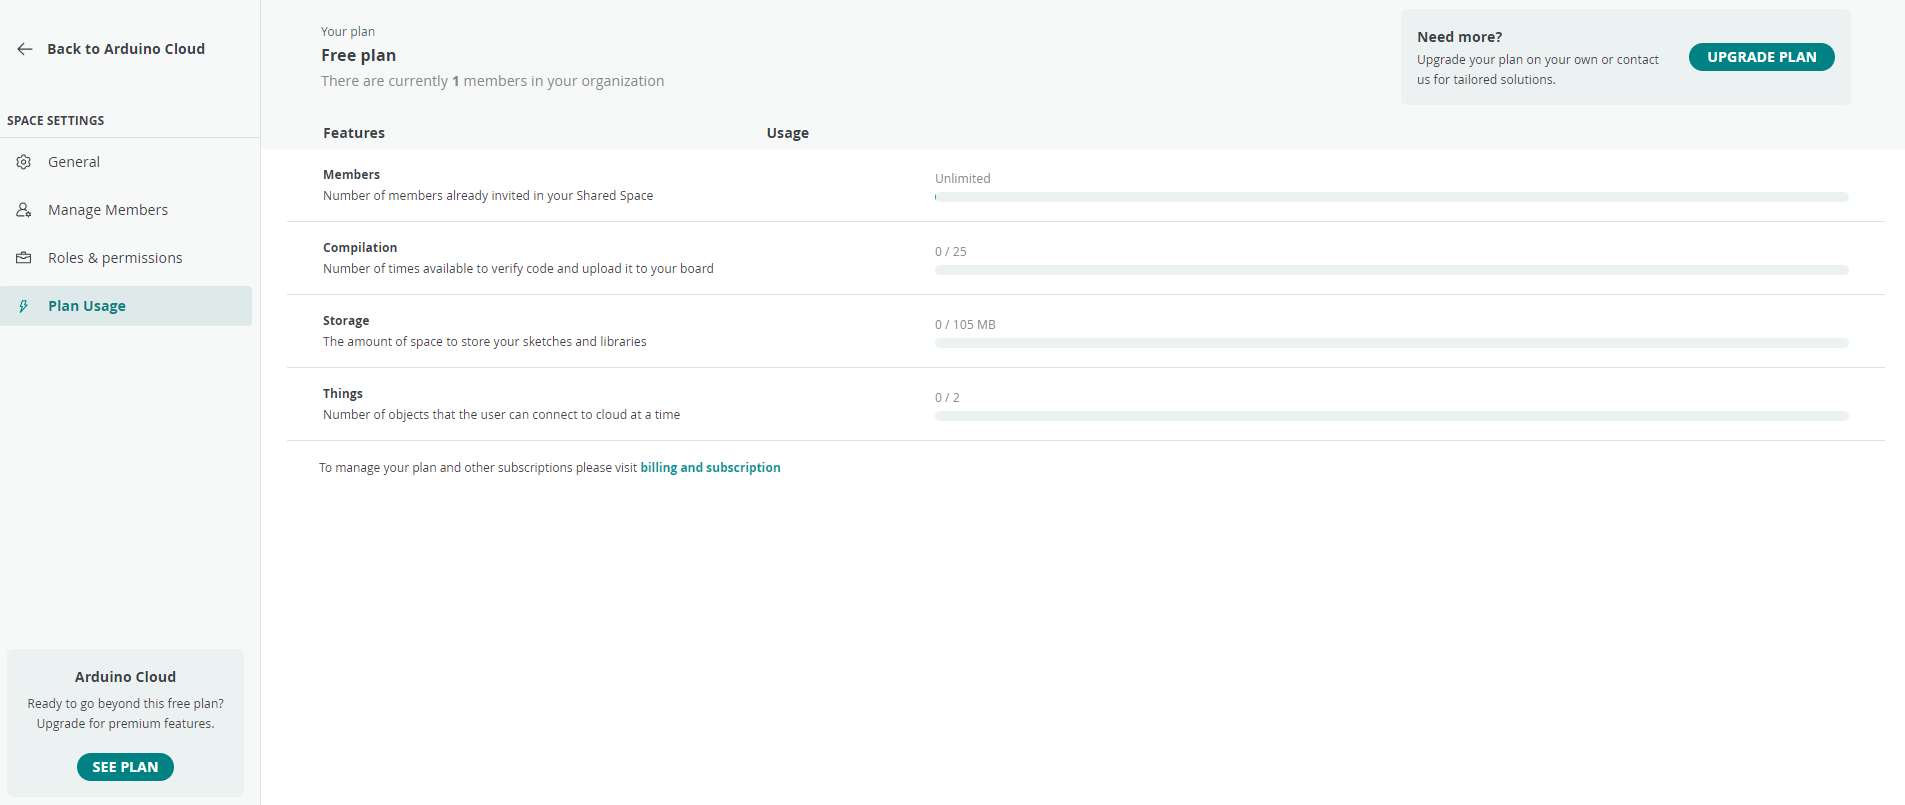 Back to Arduino Cloud
SPACE SETTINGS
General
Manage Members
Roles & permissions
Plan Usage
Arduino Cloud
Ready to go beyond this free plan?
Upgrade for premium features.
SEE PLAN
Your plan
Free plan
There are currently 1 members in your organization
Need more?
Upgrade your plan on your own or contact
us for tailored solutions.
UPGRADE PLAN
Features
Usage
Members
Number of members already invited in your Shared Space
Unlimited
Compilation
Number of times available to verify code and upload it to your board
0 / 25
Storage
The amount of space to store your sketches and libraries
0 / 105 MB
Things
Number of objects that the user can connect to cloud at a time
0 / 2
To manage your plan and other subscriptions please visit billing and subscription